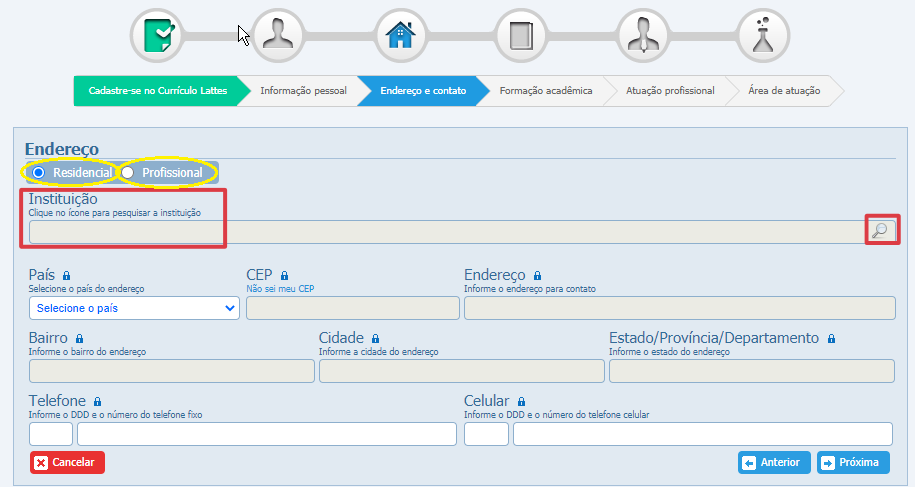 Cadastre-se no Currículo Lattes
Informação pessoal
Endereço e contato
Formação acadêmica
Atuação profissional
Área de atuação
Endereço
Residencial
Profissional
Instituição
Clique no ícone para pesquisar a instituição
País
CEP
Endereço
Selecione o país do endereço
Não sei meu CEP
Informe o endereço para contato
Selecione o país
Bairro
Cidade
Estado/Província/Departamento
Informe o bairro do endereço
Informe a cidade do endereço
Informe o estado do endereço
Telefone
Celular
Informe o DDD e o número do telefone fixo
Informe o DDD e o número do telefone celular
Cancelar
Anterior
Próxima